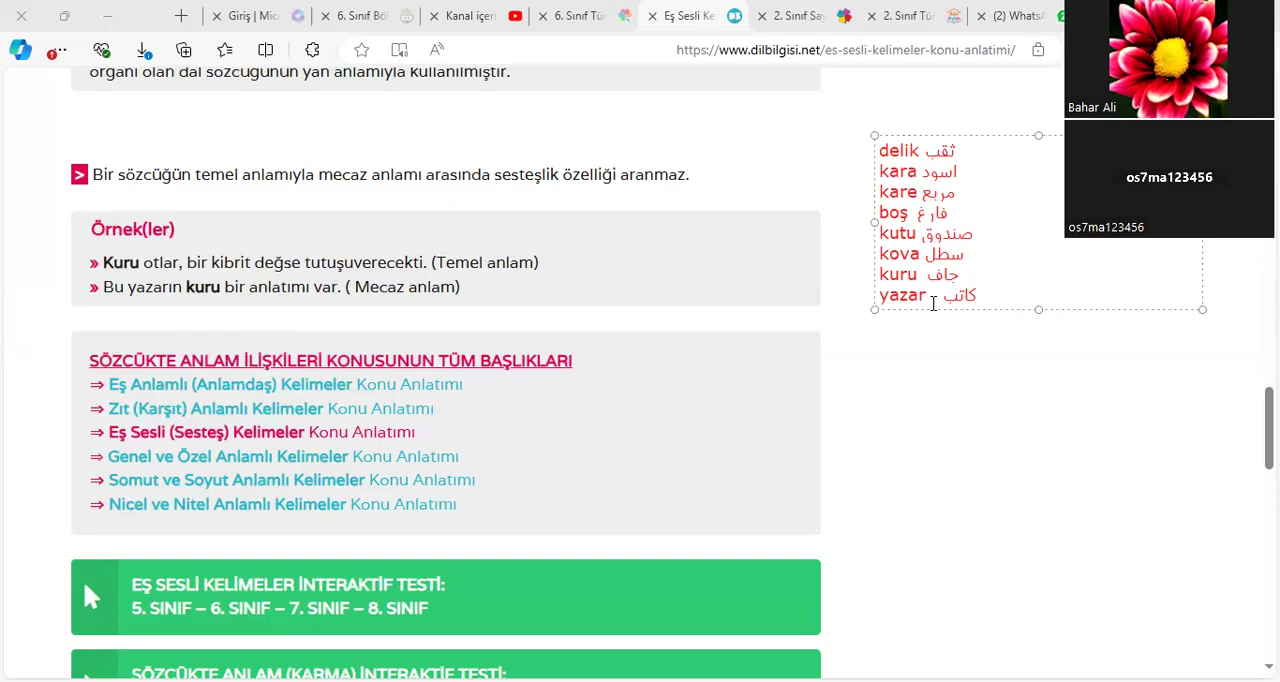 Giriş | Mic
6. Sınıf Böl
Kanal içeri
6. Sınıf Tür
Eş Sesli Ke
2. Sınıf Say
2. Sınıf Tü
(2) WhatsA
https://www.dilbilgisi.net/es-sesli-kelimeler-konu-anlatimi/
organı olan dal sözcüğünün yan anlamıyla kullanılmıştır.
> Bir sözcüğün temel anlamıyla mecaz anlamı arasında sesteşlik özelliği aranmaz.
Örnek(ler)
» Kuru otlar, bir kibrit değse tutuşuverecekti. (Temel anlam)
» Bu yazarın kuru bir anlatımı var. ( Mecaz anlam)
SÖZCÜKTE ANLAM İLİŞKİLERİ KONUSUNUN TÜM BAŞLIKLARI
⇒ Eş Anlamlı (Anlamdaş) Kelimeler Konu Anlatımı
⇒ Zıt (Karşıt) Anlamlı Kelimeler Konu Anlatımı
⇒ Eş Sesli (Sesteş) Kelimeler Konu Anlatımı
⇒ Genel ve Özel Anlamlı Kelimeler Konu Anlatımı
⇒ Somut ve Soyut Anlamlı Kelimeler Konu Anlatımı
⇒ Nicel ve Nitel Anlamlı Kelimeler Konu Anlatımı
EŞ SESLİ KELİMELER İNTERAKTİF TESTİ:
5. SINIF – 6. SINIF – 7. SINIF – 8. SINIF
SÖZCÜKTE ANLAM (KARMA) İNTERAKTİF TESTİ:
delik ثقب
kara اسود
kare مربع
boş فارغ
kutu صندوق
kova سطل
kuru جاف
yazar كاتب
Bahar Ali
os7ma123456
os7ma123456